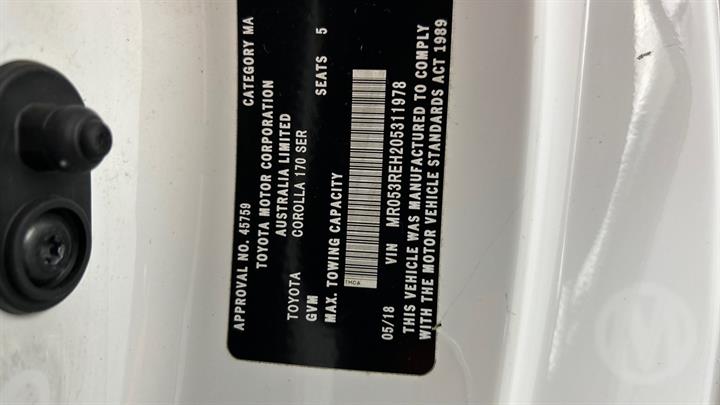 APPROVAL NO. 45759 CATEGORY MA
TOYOTA MOTOR CORPORATION
AUSTRALIA LIMITED
TOYOTA COROLLA 170 SER
GVM SEATS 5
MAX. TOWING CAPACITY
TMCA
05/18 VIN MR053REH205311978
THIS VEHICLE WAS MANUFACTURED TO COMPLY
WITH THE MOTOR VEHICLE STANDARDS ACT 1989
M